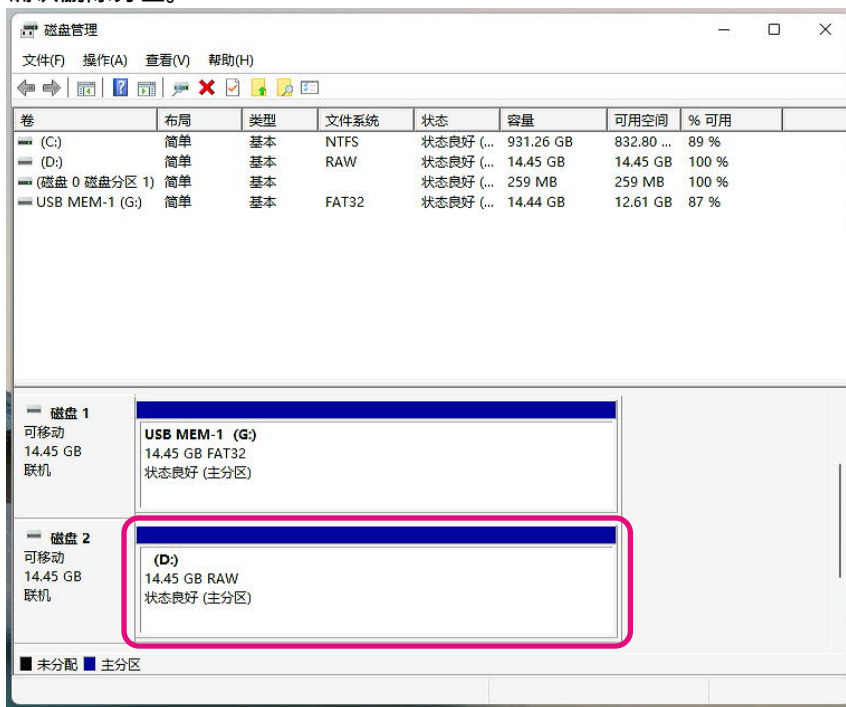 磁盘管理
文件(F) 操作(A) 查看(V) 帮助(H)
卷 布局 类型 文件系统 状态 容量 可用空间 % 可用
(C:) 简单 基本 NTFS 状态良好 (... 931.26 GB 832.80 ... 89 %
(D:) 简单 基本 RAW 状态良好 (... 14.45 GB 14.45 GB 100 %
(磁盘 0 磁盘分区 1) 简单 基本 状态良好 (... 259 MB 259 MB 100 %
USB MEM-1 (G:) 简单 基本 FAT32 状态良好 (... 14.44 GB 12.61 GB 87 %
磁盘 1
可移动
14.45 GB
联机
USB MEM-1 (G:)
14.45 GB FAT32
状态良好 (主分区)
磁盘 2
可移动
14.45 GB
联机
(D:)
14.45 GB RAW
状态良好 (主分区)
未分配 主分区